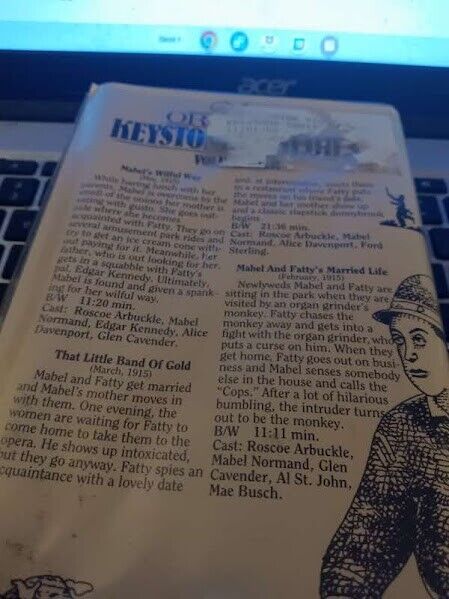 acer
OR
KEYSTO
Mabel's Wilful Way
(May, 1915)
While having lunch with her
parents, Mabel, overcome by the
smell of the onions her mother is
eating with gusto. She goes out-
side where she becomes
acquainted with Fatty. They go on
several amusement park rides and
try to get an ice cream cone with-
out paying for it. Meanwhile, her
father, who is out looking for her,
gets in a squabble with Fatty's
pal, Edgar Kennedy. Ultimately,
Mabel is found and given a spank-
ing for her wilful way.
B/W 11:20 min.
Cast: Roscoe Arbuckle, Mabel
Normand, Edgar Kennedy, Alice
Davenport, Glen Cavender.
That Little Band Of Gold
(March, 1915)
Mabel and Fatty get married
and Mabel's mother moves in
with them. One evening, the
women are waiting for Fatty to
come home to take them to the
opera. He shows up intoxicated,
but they go anyway. Fatty spies an
acquaintance with a lovely date
and, at intermission, joins them
in a restaurant where Fatty puts
the moves on his friend's date.
Mabel and her mother show up
and a classic slapstick donnybrook
begins.
B/W 21:36 min.
Cast: Roscoe Arbuckle, Mabel
Normand, Alice Davenport, Ford
Sterling.
Mabel And Fatty's Married Life
(February, 1915)
Newlyweds Mabel and Fatty are
sitting in the park when they are
visited by an organ grinder's
monkey. Fatty chases the
monkey away and gets into a
fight with the organ grinder, who
puts a curse on him. When they
get home, Fatty goes out on busi-
ness and Mabel senses somebody
else in the house and calls the
"Cops." After a lot of hilarious
bumbling, the intruder turns
out to be the monkey.
B/W 11:11 min.
Cast: Roscoe Arbuckle,
Mabel Normand, Glen
Cavender, Al St. John,
Mae Busch.